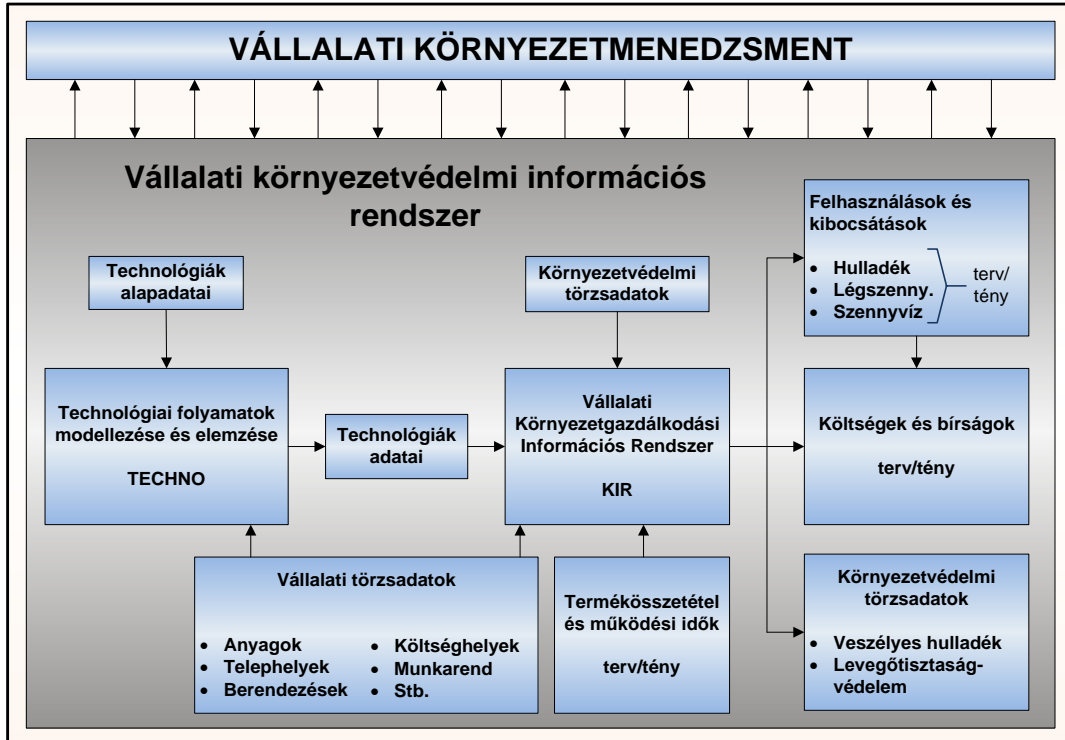 VÁLLALATI KÖRNYEZETMENEDZSMENT
Vállalati környezetvédelmi információs
rendszer
Technológiák
alapadatai
Környezetvédelmi
törzsadatok
Felhasználások és
kibocsátások
• Hulladék
• Légszenny.
• Szennyvíz
terv/
tény
Technológiai folyamatok
modellezése és elemzése
TECHNO
Technológiák
adatai
Vállalati
Környezetgazdálkodási
Információs Rendszer
KIR
Költségek és bírságok
terv/tény
Vállalati törzsadatok
• Anyagok
• Telephelyek
• Berendezések
• Költséghelyek
• Munkarend
• Stb.
Termékösszetétel
és működési idők
terv/tény
Környezetvédelmi
törzsadatok
• Veszélyes hulladék
• Levegőtisztaság-
védelem